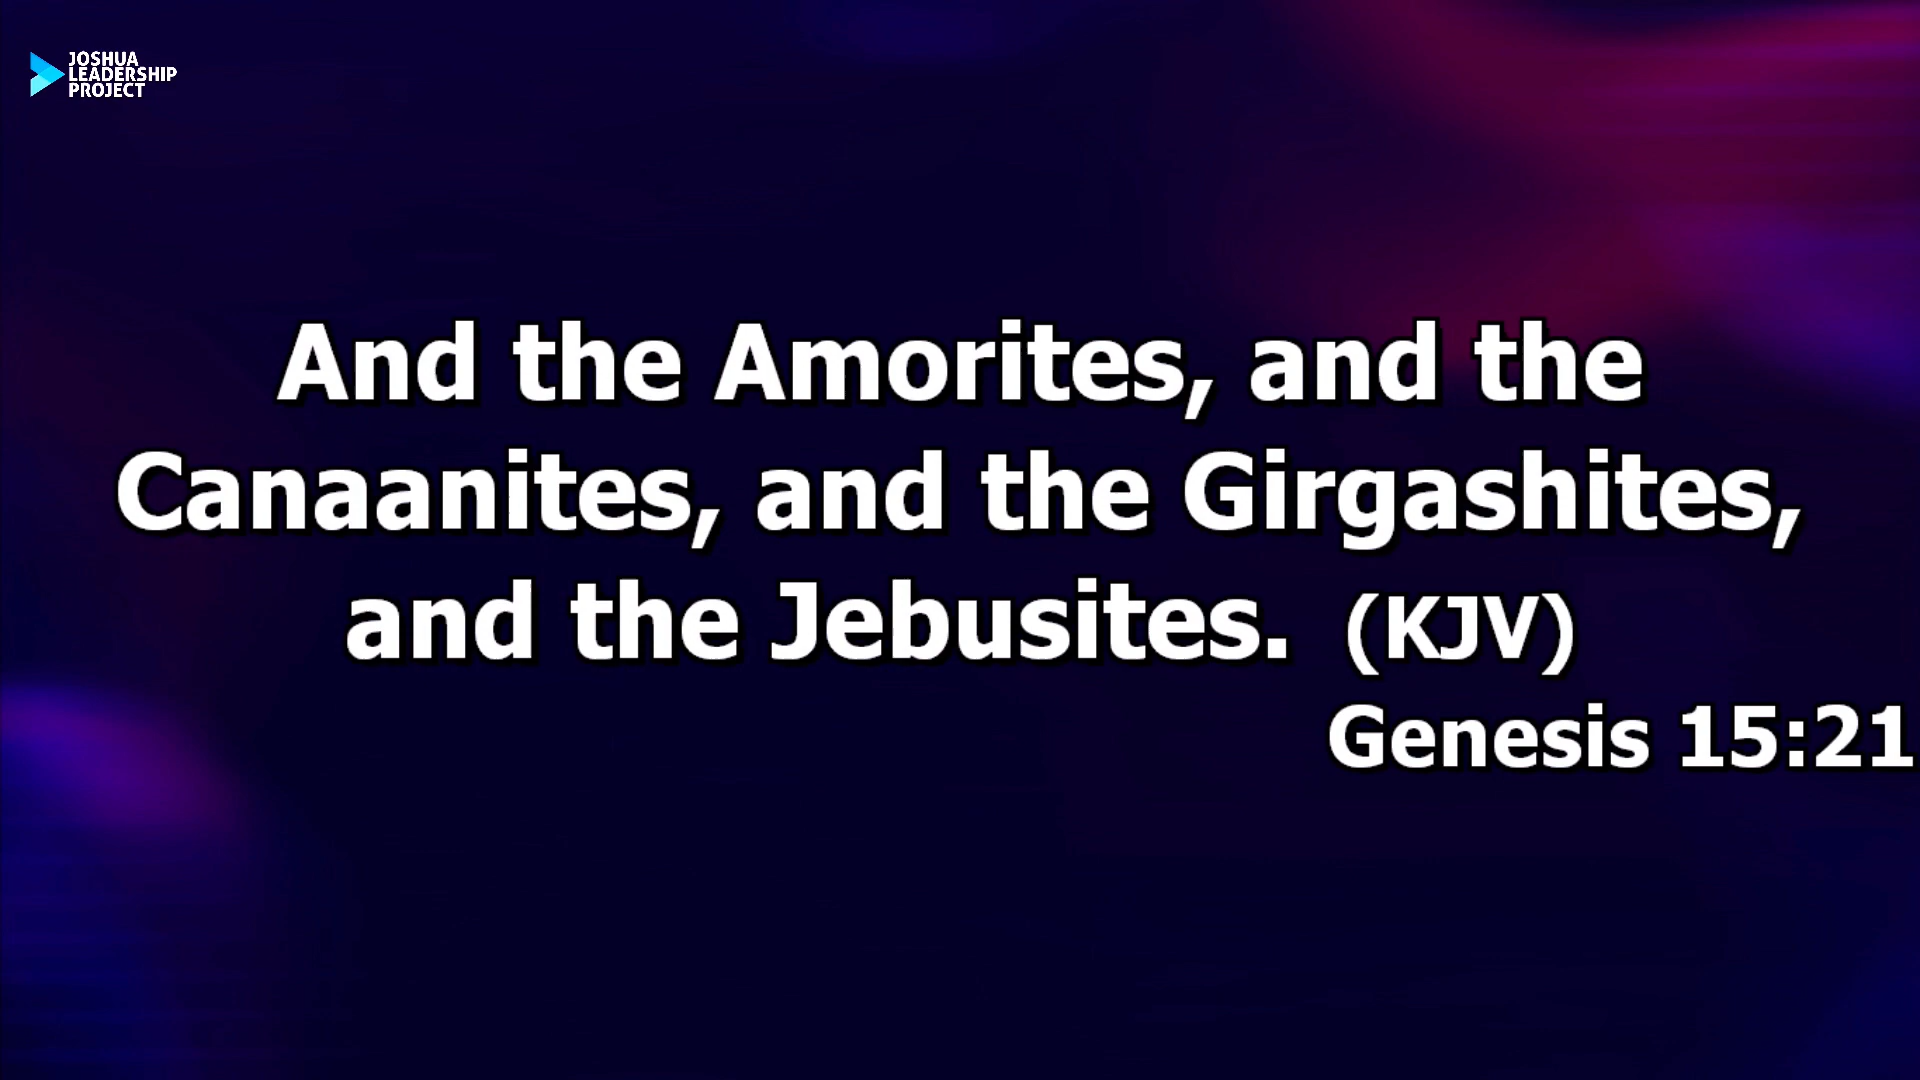 JOSHUA
LEADERSHIP
PROJECT
And the Amorites, and the
Canaanites, and the Girgashites,
and the Jebusites. (KJV)
Genesis 15:21